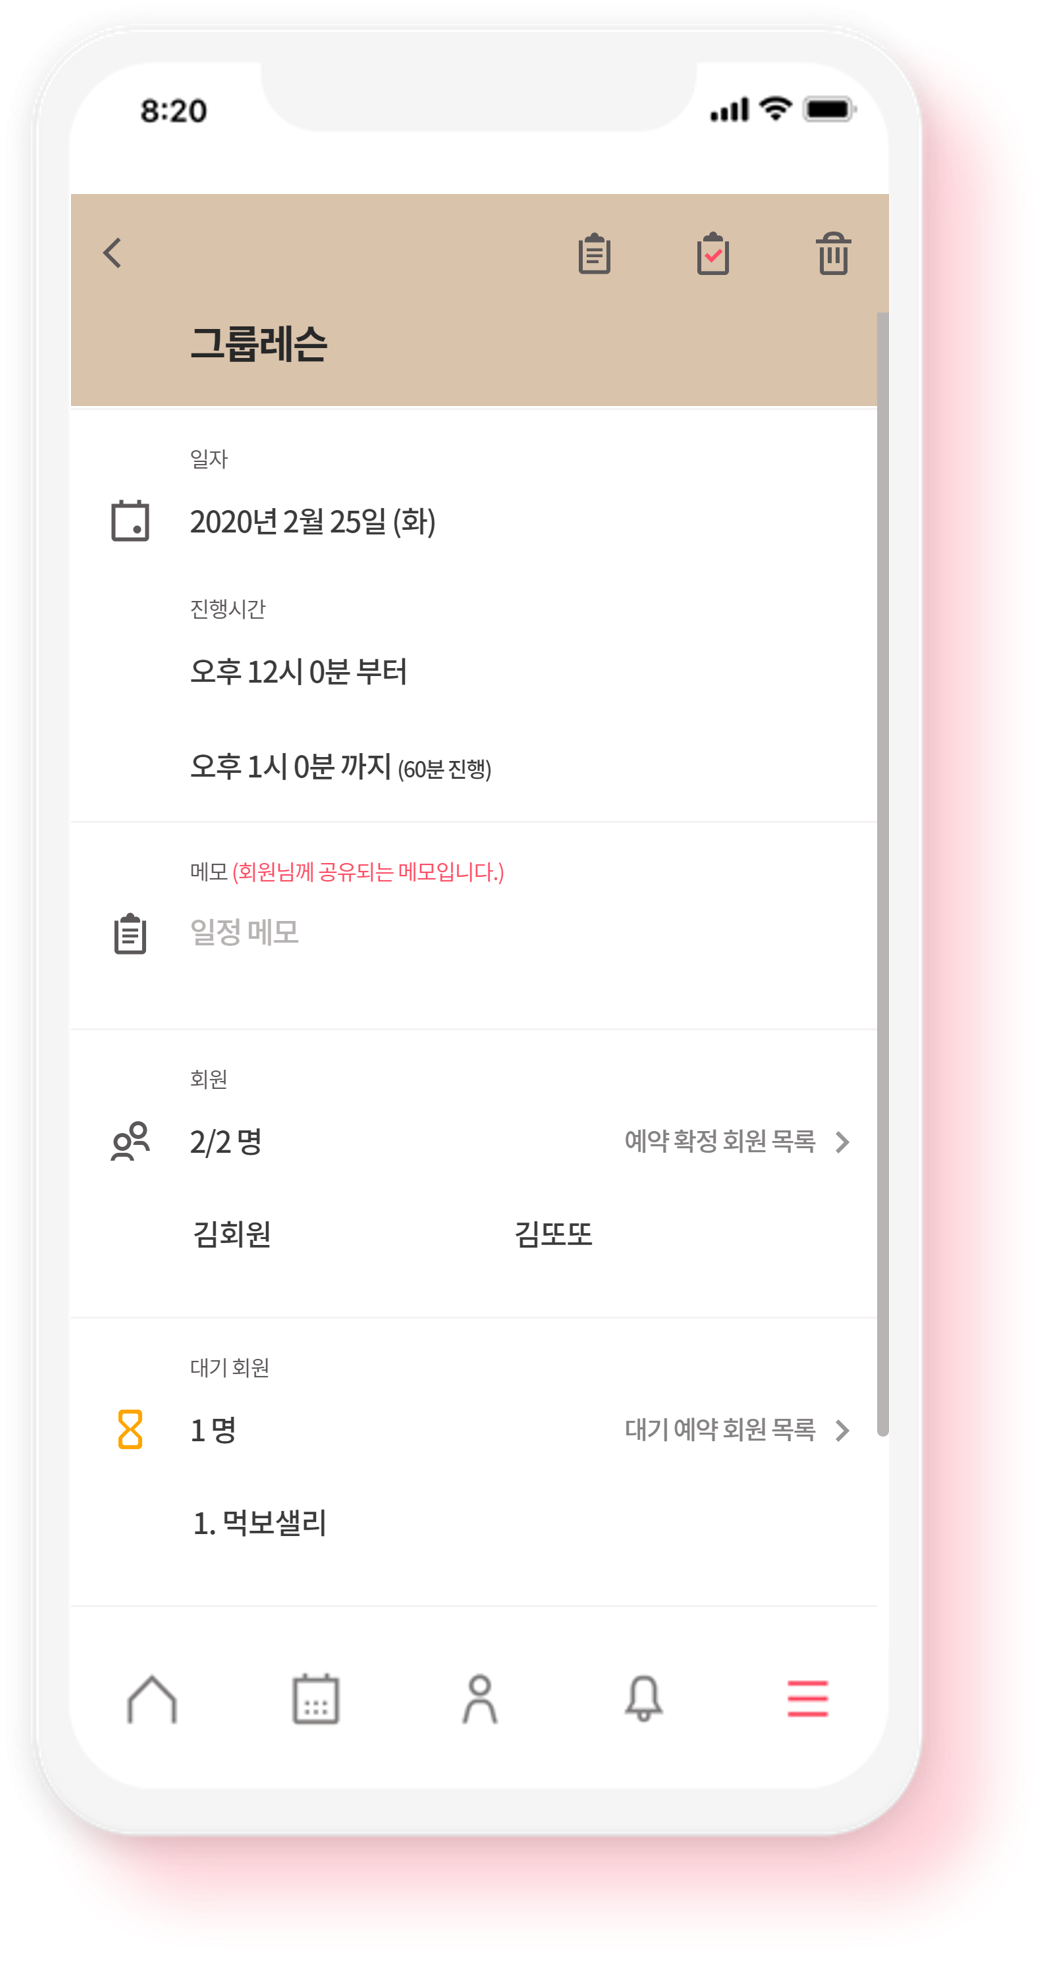 8:20
그룹레슨
일자
2020년 2월 25일 (화)
진행시간
오후 12시 0분 부터
오후 1시 0분 까지 (60분 진행)
메모 (회원님께 공유되는 메모입니다.)
일정 메모
회원
2/2 명
예약 확정 회원 목록
김회원
김또또
대기 회원
1 명
대기 예약 회원 목록
1. 먹보샐리